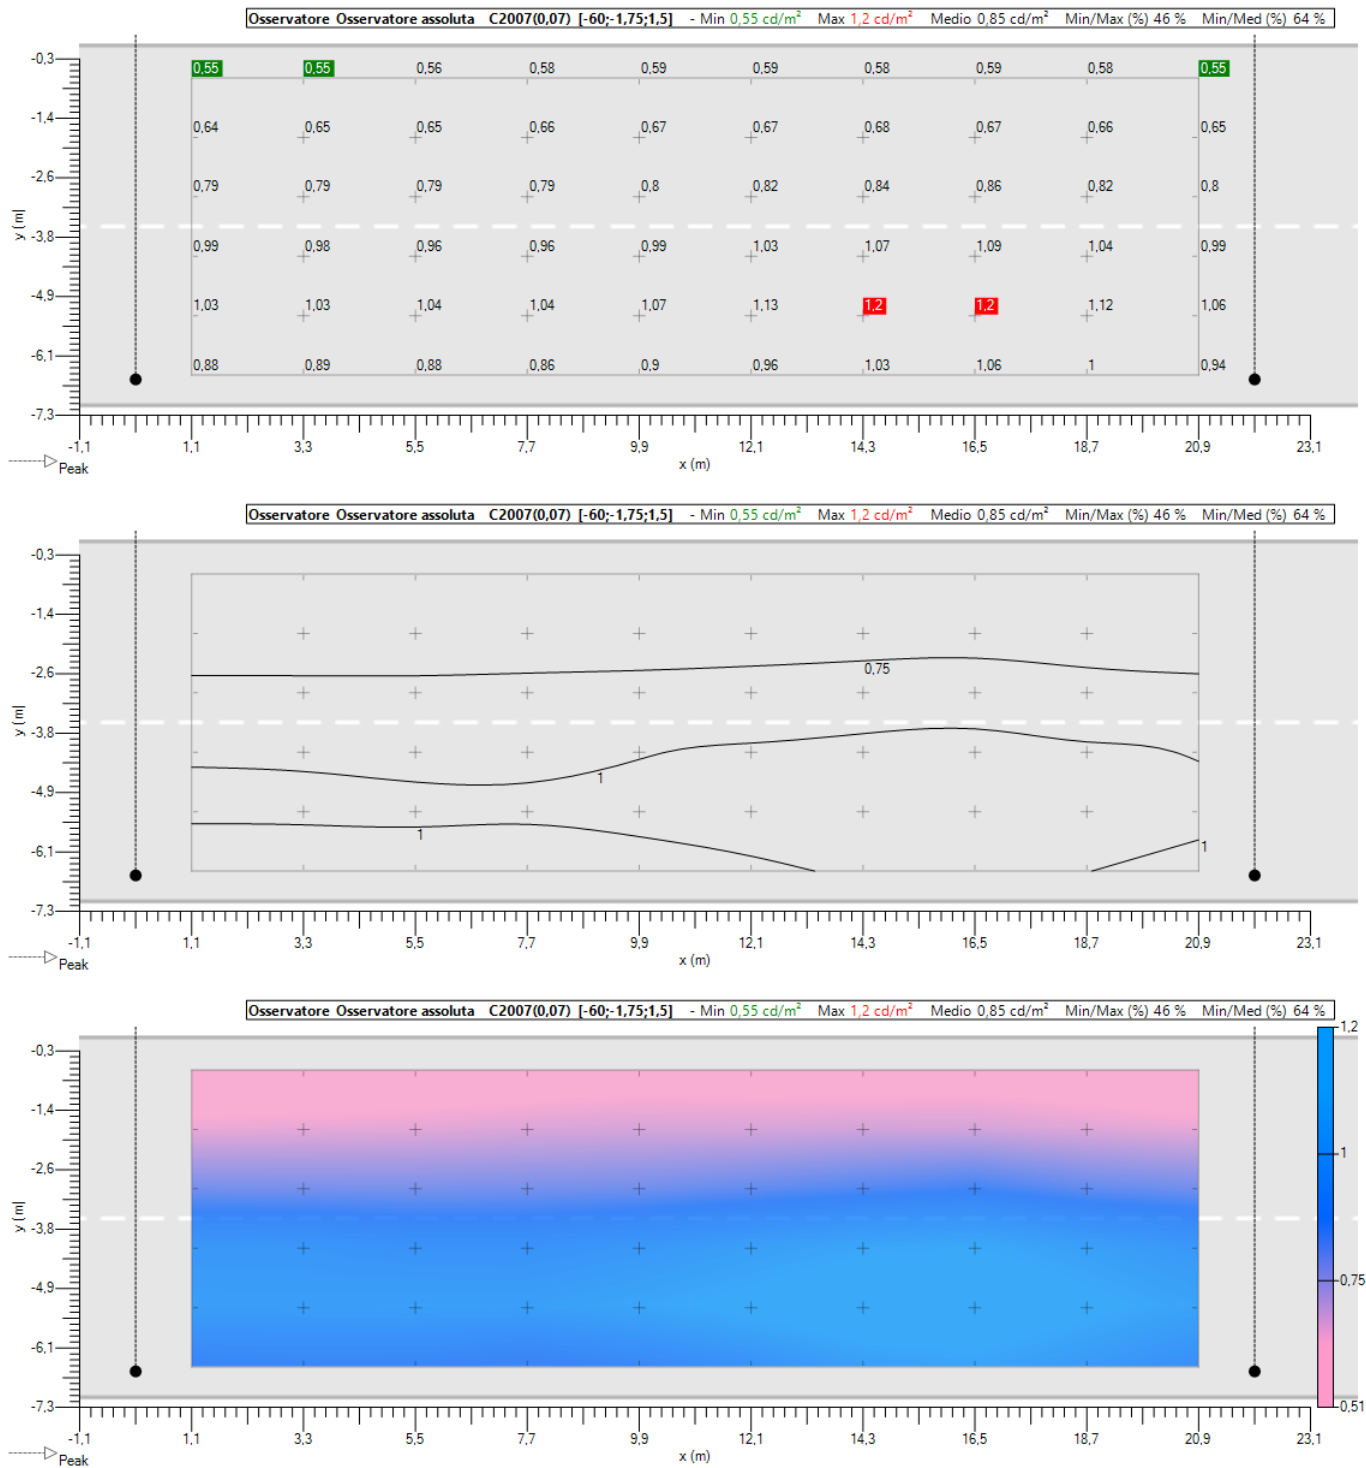 Osservatore Osservatore assoluta C2007(0,07) [-60;-1,75;1,5] - Min 0,55 cd/m² Max 1,2 cd/m² Medio 0,85 cd/m² Min/Max (%) 46 % Min/Med (%) 64 %
-0,3
0,55 0,55 0,56 0,58 0,59 0,59 0,58 0,59 0,58 0,55
-1,4
0,64 0,65 0,65 0,66 0,67 0,67 0,68 0,67 0,66 0,65
-2,6
0,79 0,79 0,79 0,79 0,8 0,82 0,84 0,86 0,82 0,8
y (m)
-3,8
0,99 0,98 0,96 0,96 0,99 1,03 1,07 1,09 1,04 0,99
-4,9
1,03 1,03 1,04 1,04 1,07 1,13 1,2 1,2 1,12 1,06
-6,1
0,88 0,89 0,88 0,86 0,9 0,96 1,03 1,06 1 0,94
-7,3
-1,1 1,1 3,3 5,5 7,7 9,9 12,1 14,3 16,5 18,7 20,9 23,1
Peak
x (m)
Osservatore Osservatore assoluta C2007(0,07) [-60;-1,75;1,5] - Min 0,55 cd/m² Max 1,2 cd/m² Medio 0,85 cd/m² Min/Max (%) 46 % Min/Med (%) 64 %
-0,3
-1,4
-2,6
0,75
y (m)
-3,8
1
-4,9
1
1
-6,1
-7,3
-1,1 1,1 3,3 5,5 7,7 9,9 12,1 14,3 16,5 18,7 20,9 23,1
Peak
x (m)
Osservatore Osservatore assoluta C2007(0,07) [-60;-1,75;1,5] - Min 0,55 cd/m² Max 1,2 cd/m² Medio 0,85 cd/m² Min/Max (%) 46 % Min/Med (%) 64 %
1,2
-0,3
-1,4
1
-2,6
y (m)
-3,8
0,75
-4,9
-6,1
0,51
-7,3
-1,1 1,1 3,3 5,5 7,7 9,9 12,1 14,3 16,5 18,7 20,9 23,1
Peak
x (m)